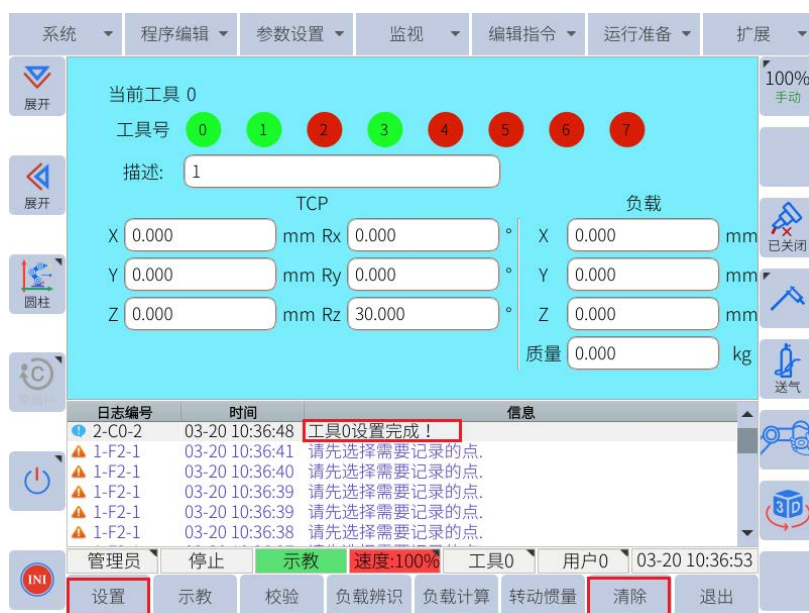 系统 程序编辑 参数设置 监视 编辑指令 运行准备 扩展
展开
展开
圆柱
INI
100%
手动
已关闭
送气
3D
当前工具 0
工具号 0 1 2 3 4 5 6 7
描述: 1
TCP 负载
X 0.000 mm Rx 0.000 ° X 0.000 mm
Y 0.000 mm Ry 0.000 ° Y 0.000 mm
Z 0.000 mm Rz 30.000 ° Z 0.000 mm
质量 0.000 kg
日志编号 时间 信息
2-C0-2 03-20 10:36:48 工具0设置完成！
1-F2-1 03-20 10:36:41 请先选择需要记录的点.
1-F2-1 03-20 10:36:40 请先选择需要记录的点.
1-F2-1 03-20 10:36:39 请先选择需要记录的点.
1-F2-1 03-20 10:36:39 请先选择需要记录的点.
1-F2-1 03-20 10:36:38 请先选择需要记录的点.
管理员 停止 示教 速度:100% 工具0 用户0 03-20 10:36:53
设置 示教 校验 负载辨识 负载计算 转动惯量 清除 退出